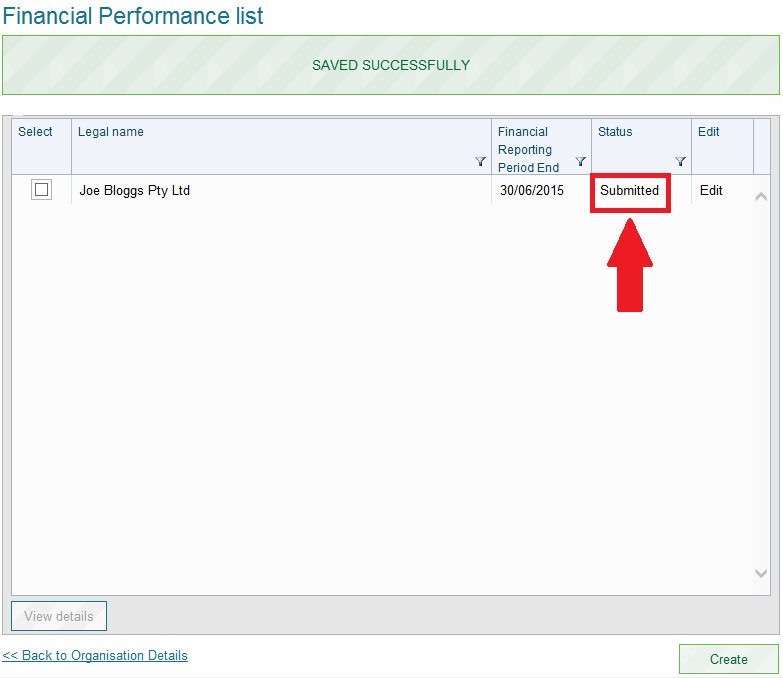 Financial Performance list
SAVED SUCCESSFULLY
Select Legal name Financial Reporting Period End Status Edit
Joe Bloggs Pty Ltd 30/06/2015 Submitted Edit
View details
<< Back to Organisation Details
Create